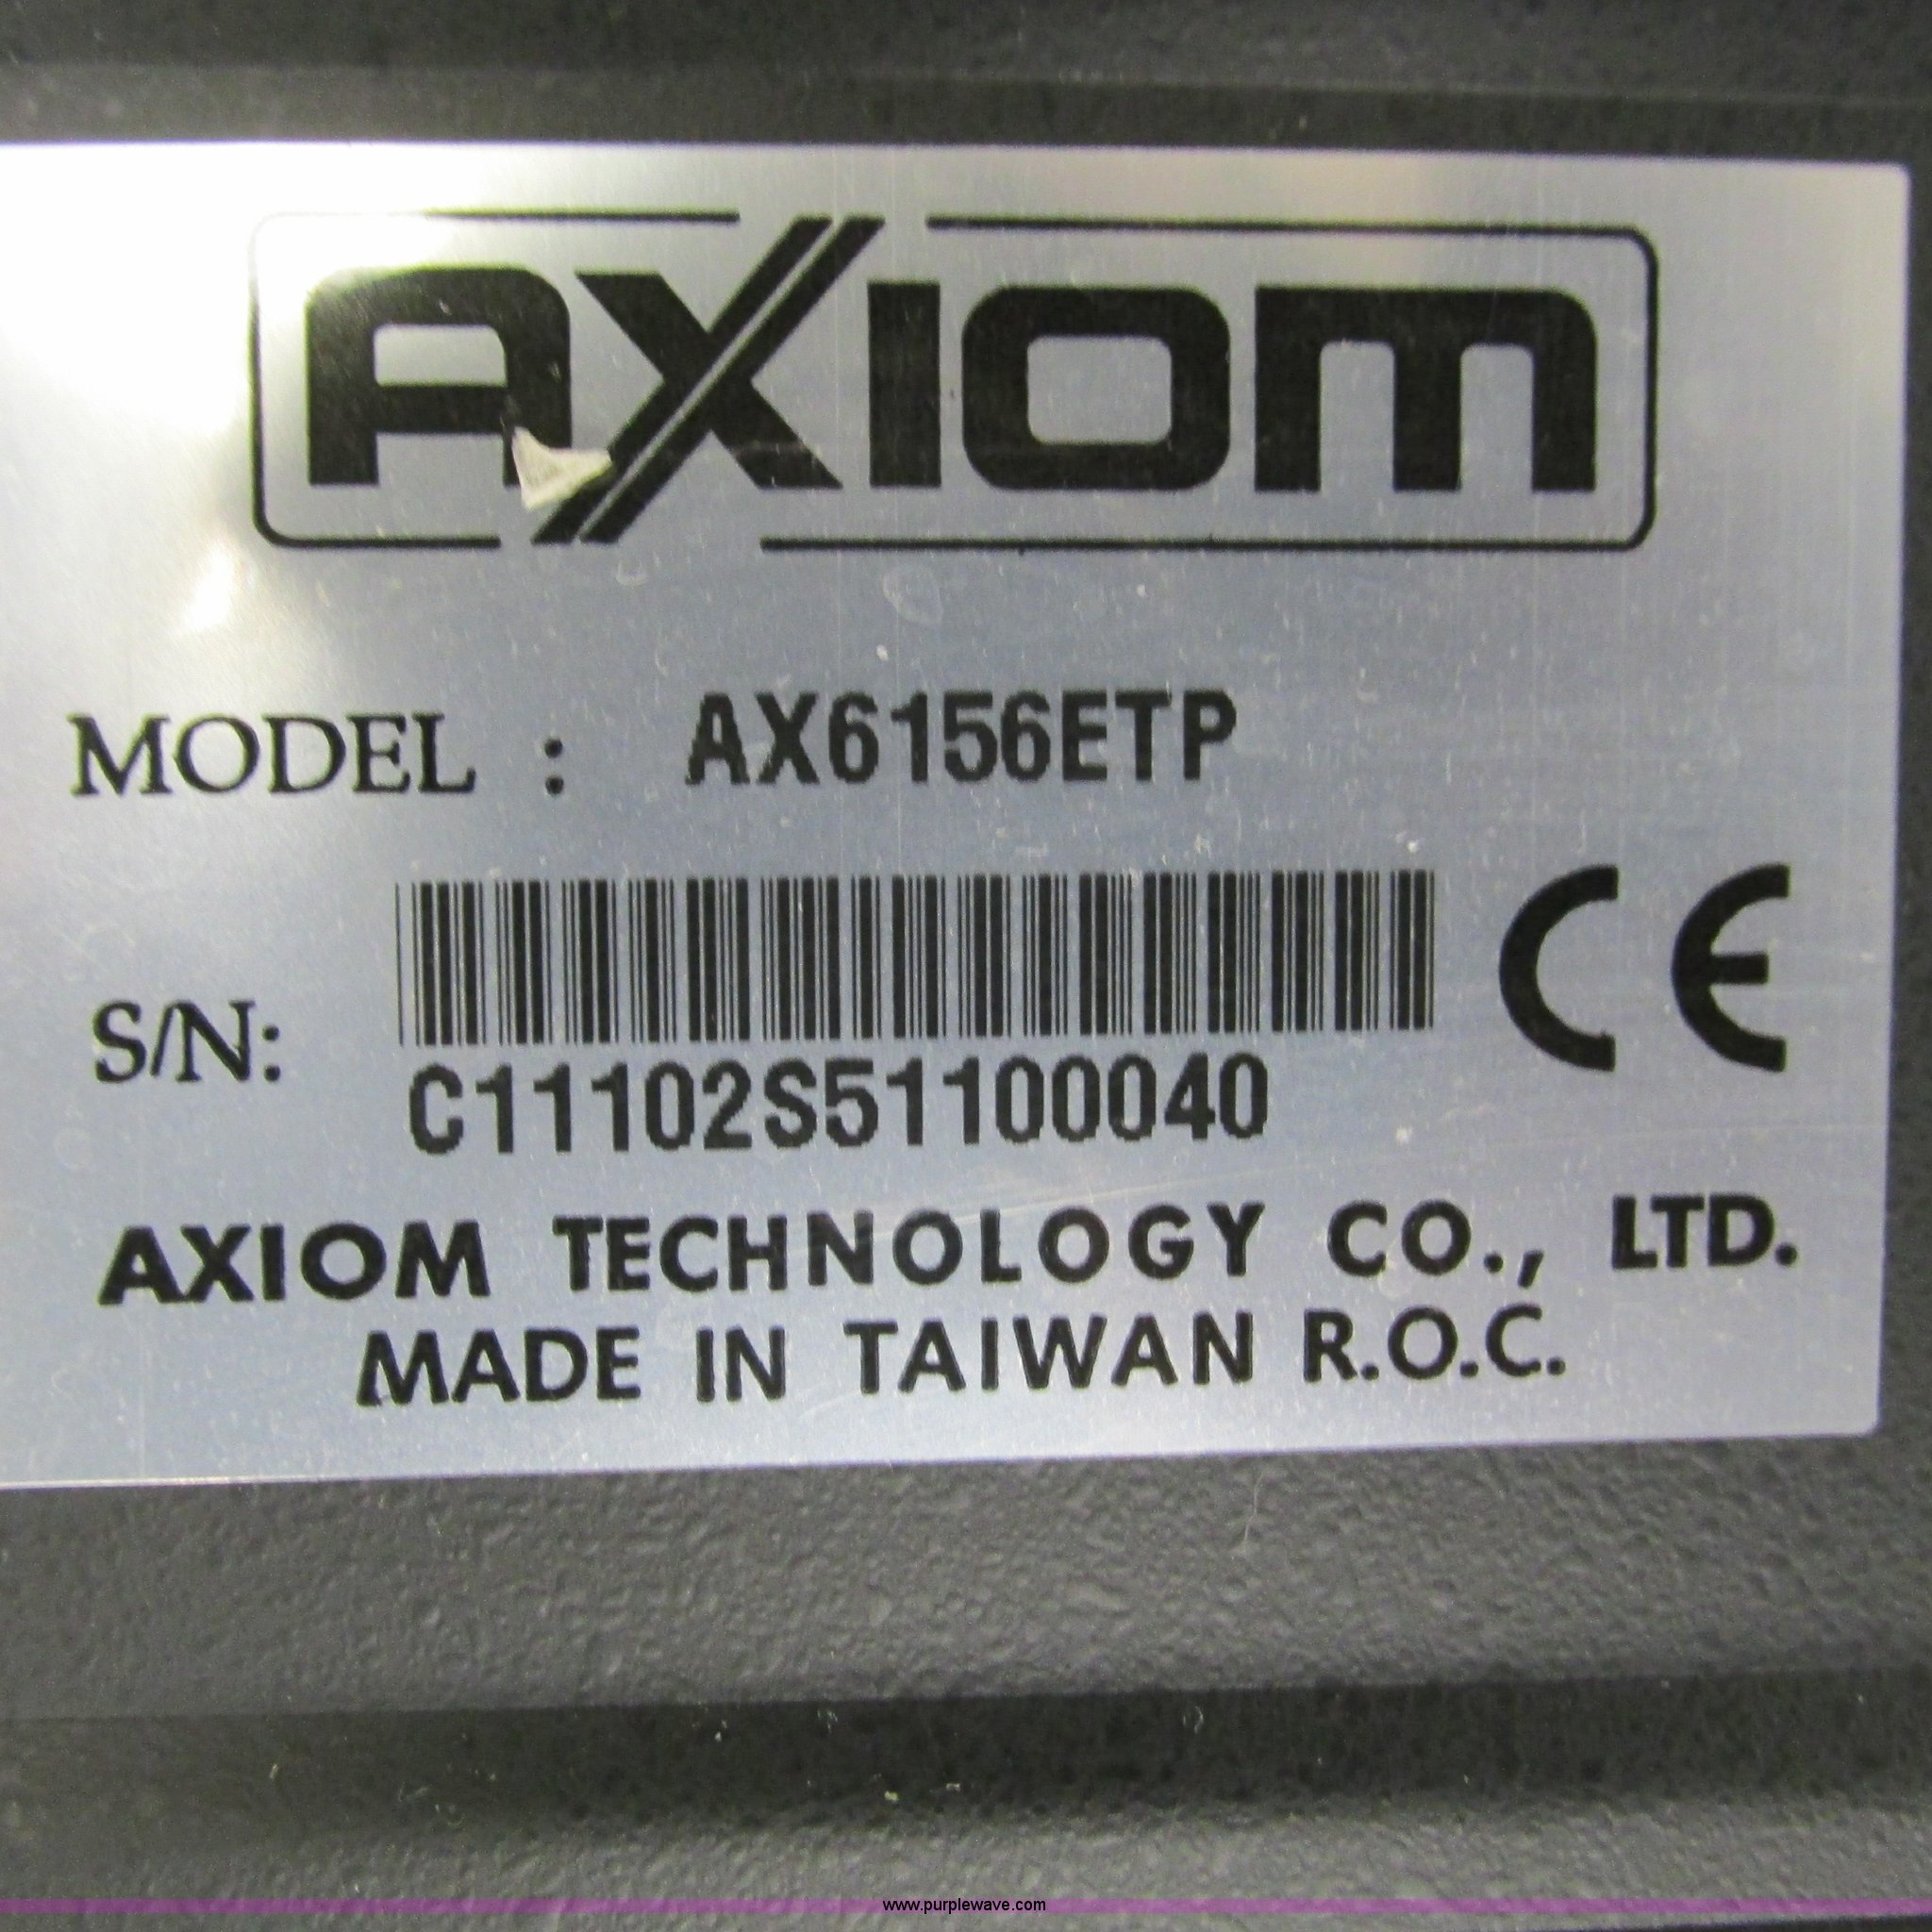 AXIOM
MODEL : AX6156ETP
S/N:
C11102S51100040
CE
AXIOM TECHNOLOGY CO., LTD.
MADE IN TAIWAN R.O.C.
www.purplewave.com